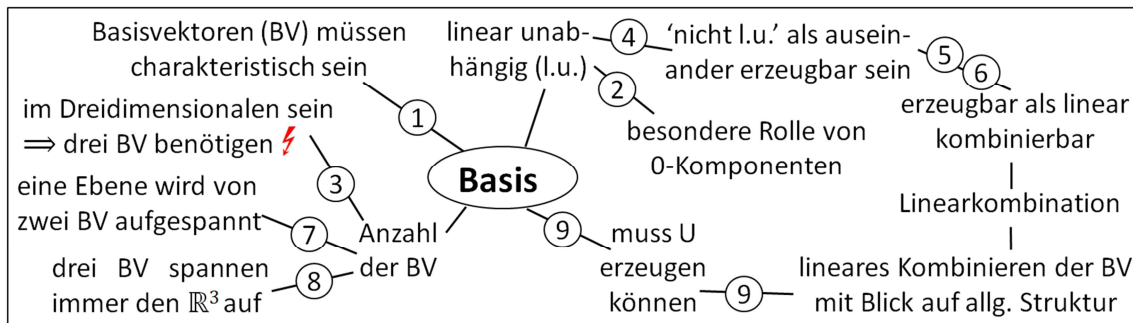 Basisvektoren (BV) müssen
charakteristisch sein
linear unab-
hängig (l.u.)
4
'nicht l.u.' als ausein-
ander erzeugbar sein
5
6
erzeugbar als linear
kombinierbar
2
besondere Rolle von
0-Komponenten
1
im Dreidimensionalen sein
⟹ drei BV benötigen
3
Basis
eine Ebene wird von
zwei BV aufgespannt
7
Anzahl
der BV
drei BV spannen
immer den ℝ³ auf
8
9
muss U
erzeugen
können
9
Linearkombination
lineares Kombinieren der BV
mit Blick auf allg. Struktur